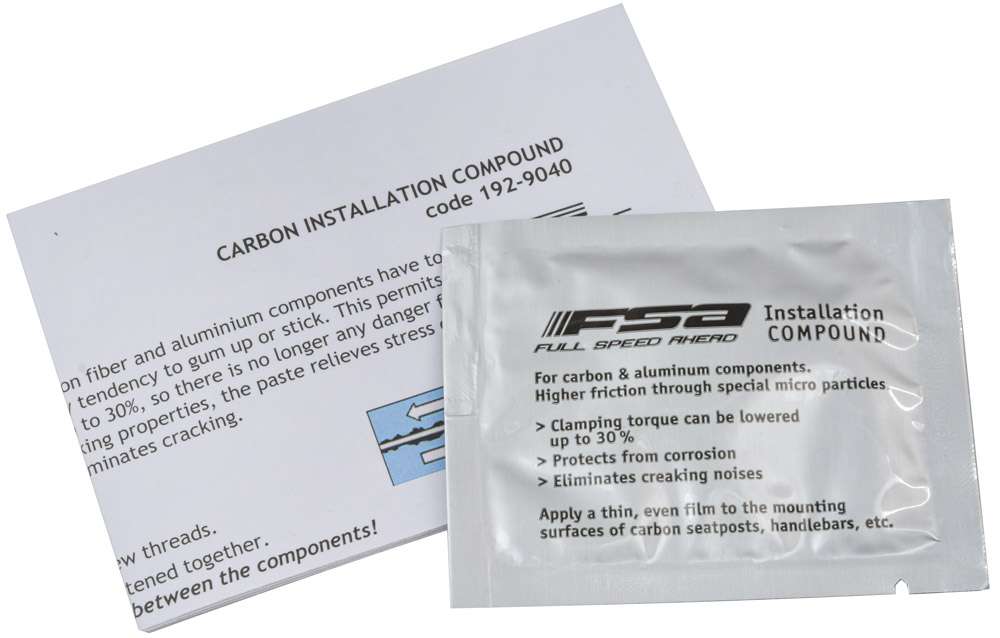 CARBON INSTALLATION COMPOUND
code 192-9040
on fiber and aluminium components have to
tendency to gum up or stick. This permits
to 30%, so there is no longer any danger
king properties, the paste relieves stress
minates cracking.
ew threads.
tened together.
between the components!
FSA
FULL SPEED AHEAD
Installation
COMPOUND
For carbon & aluminum components.
Higher friction through special micro particles
> Clamping torque can be lowered
up to 30%
> Protects from corrosion
> Eliminates creaking noises
Apply a thin, even film to the mounting
surfaces of carbon seatposts, handlebars, etc.